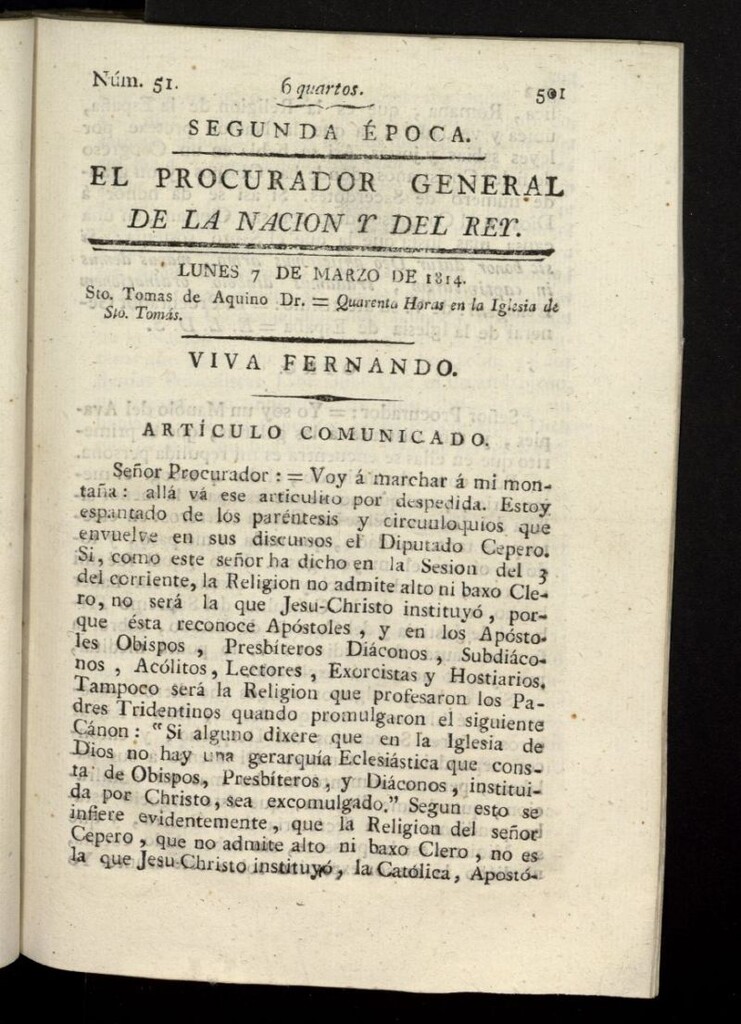 Núm. 51.
6 quartos.
501
SEGUNDA ÉPOCA.
EL PROCURADOR GENERAL
DE LA NACION Y DEL REY.
LUNES 7 DE MARZO DE 1814.
Sto. Tomas de Aquino Dr. = Quarenta Horas en la Iglesia de
Sto. Tomás.
VIVA FERNANDO.
ARTÍCULO COMUNICADO.
Señor Procurador : = Voy á marchar á mi mon-
taña: allá vá ese articulito por despedida. Estoy
espantado de los paréntesis y circunloquios que
envuelve en sus discursos el Diputado Cepero.
Si, como este señor ha dicho en la Sesion del 3
del corriente, la Religion no admite alto ni baxo Cle-
ro, no será la que Jesu-Christo instituyó, por-
que ésta reconoce Apóstoles, y en los Apósto-
les Obispos, Presbíteros Diáconos, Subdiáco-
nos, Acólitos, Lectores, Exorcistas y Hostiarios.
Tampoco será la Religion que profesaron los Pa-
dres Tridentinos quando promulgaron el siguiente
Cánon: "Si alguno dixere que en la Iglesia de
Dios no hay una gerarquía Eclesiástica que cons-
ta de Obispos, Presbíteros, y Diáconos, institui-
da por Christo, sea excomulgado." Segun esto se
infiere evidentemente, que la Religion del señor
Cepero, que no admite alto ni baxo Clero, no es
la que Jesu-Christo instituyó, la Católica, Apostó-